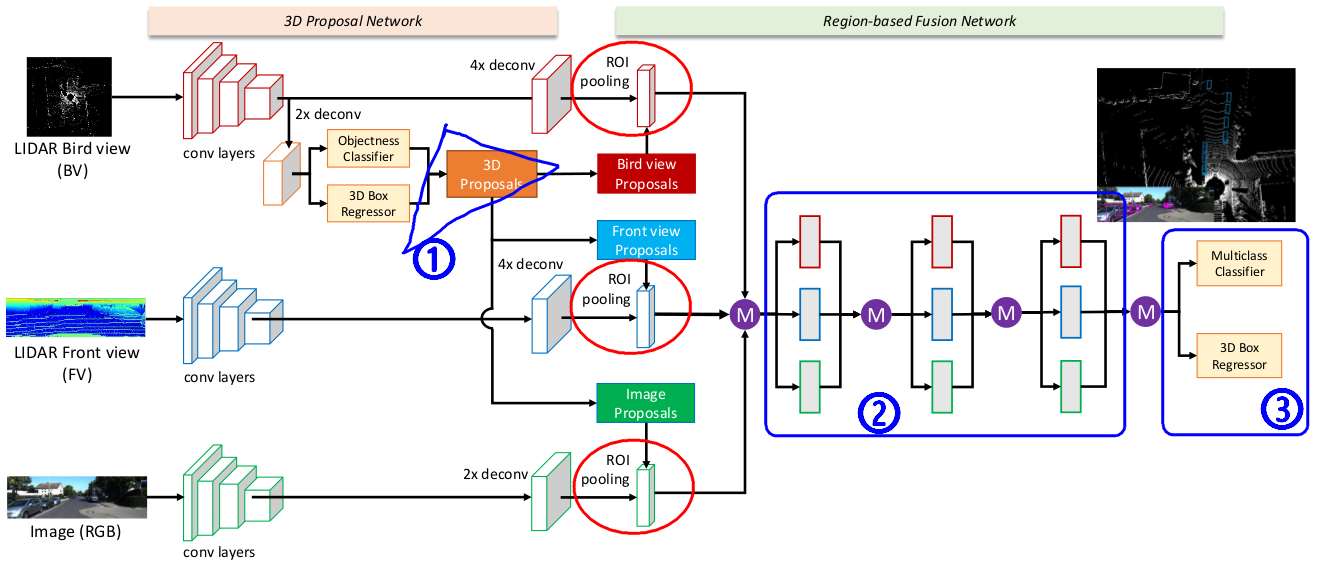 3D Proposal Network
Region-based Fusion Network
LIDAR Bird view
(BV)
conv layers
2x deconv
4x deconv
ROI
pooling
Objectness
Classifier
3D Box
Regressor
3D
Proposals
Bird view
Proposals
①
Front view
Proposals
LIDAR Front view
(FV)
conv layers
4x deconv
ROI
pooling
Image
Proposals
Image (RGB)
conv layers
2x deconv
ROI
pooling
M
M
M
M
②
Multiclass
Classifier
3D Box
Regressor
③